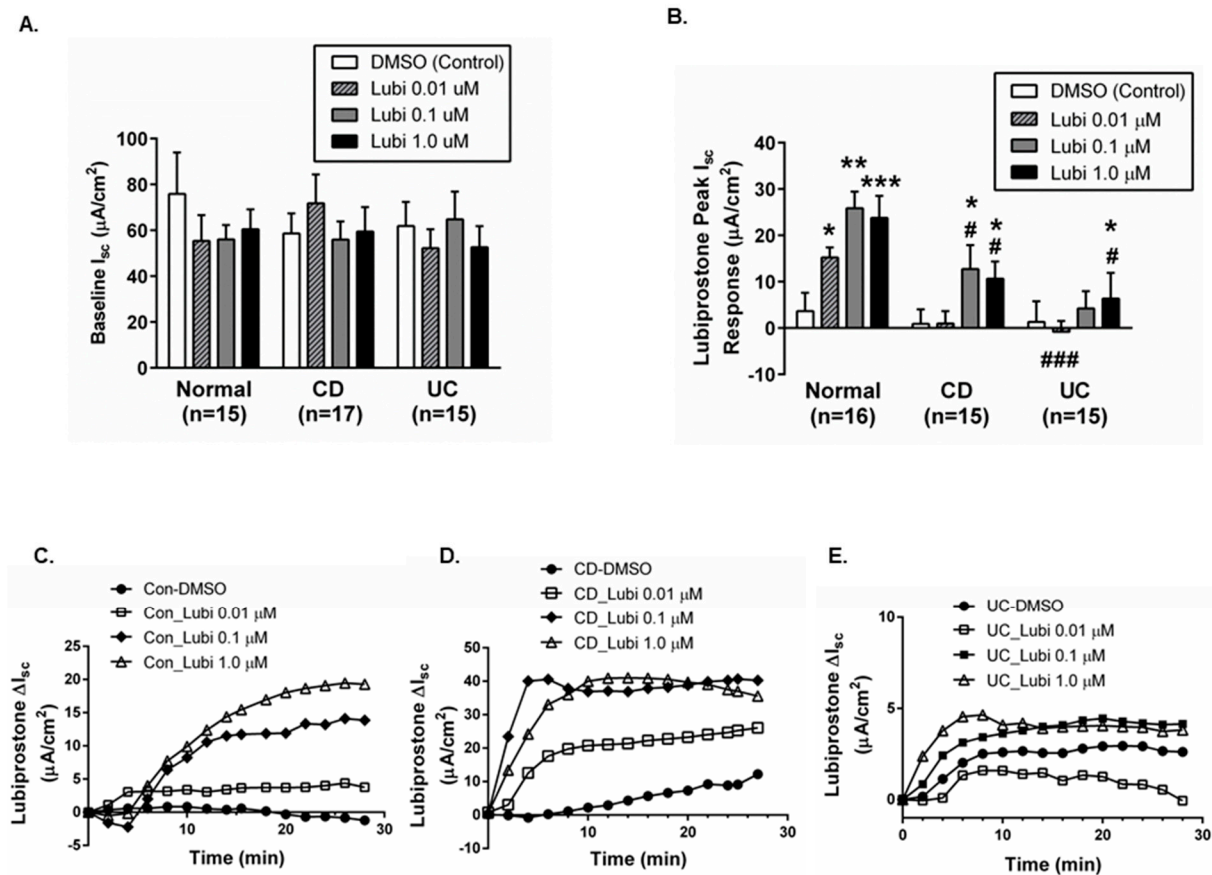 A.
DMSO (Control)
Lubi 0.01 uM
Lubi 0.1 uM
Lubi 1.0 uM
Baseline Isc (μA/cm²)
100
80
60
40
20
0
Normal
(n=15)
CD
(n=17)
UC
(n=15)
B.
DMSO (Control)
Lubi 0.01 μM
Lubi 0.1 μM
Lubi 1.0 μM
Lubiprostone Peak Isc
Response (μA/cm²)
40
30
20
10
0
-10
*
**
***
*
#
*
#
###
*
#
Normal
(n=16)
CD
(n=15)
UC
(n=15)
C.
Con-DMSO
Con_Lubi 0.01 μM
Con_Lubi 0.1 μM
Con_Lubi 1.0 μM
Lubiprostone ΔIsc
(μA/cm²)
25
20
15
10
5
0
-5
10
20
30
Time (min)
D.
CD-DMSO
CD_Lubi 0.01 μM
CD_Lubi 0.1 μM
CD_Lubi 1.0 μM
Lubiprostone ΔIsc
(μA/cm²)
50
40
30
20
10
0
-10
10
20
30
Time (min)
E.
UC-DMSO
UC_Lubi 0.01 μM
UC_Lubi 0.1 μM
UC_Lubi 1.0 μM
Lubiprostone ΔIsc
(μA/cm²)
10
5
0
0
10
20
30
Time (min)